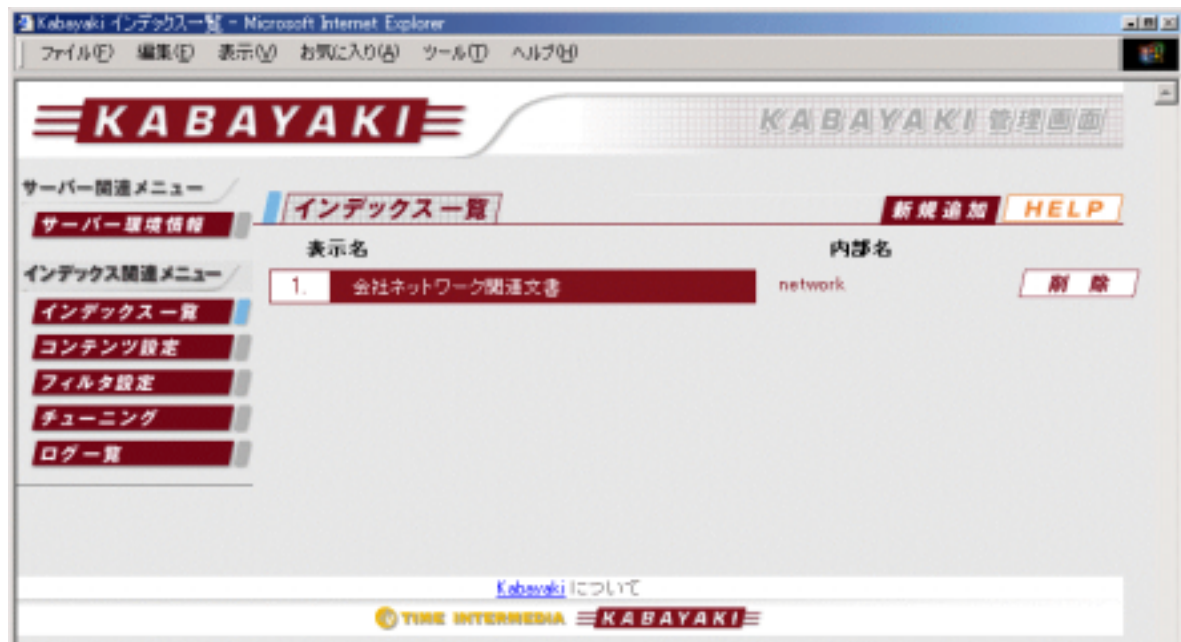 Kabayaki インデックス一覧 - Microsoft Internet Explorer
ファイル(F) 編集(E) 表示(V) お気に入り(A) ツール(T) ヘルプ(H)
KABAYAKI
KABAYAKI 管理画面
サーバー関連メニュー
サーバー環境情報
インデックス関連メニュー
インデックス一覧
コンテンツ設定
フィルタ設定
チューニング
ログ一覧
インデックス一覧
新規追加 HELP
表示名 内部名
1. 会社ネットワーク関連文書 network 削除
Kabayaki について
TIME INTERMEDIA KABAYAKI